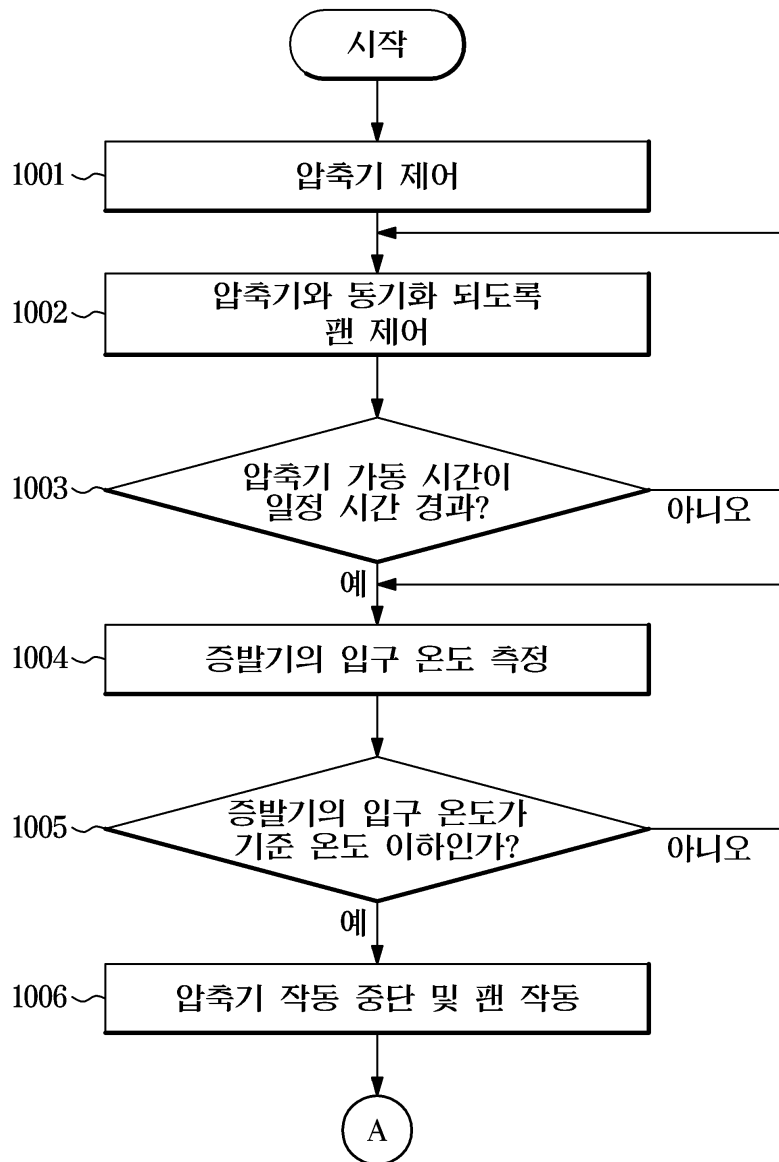 시작
1001
압축기 제어
1002
압축기와 동기화 되도록
팬 제어
1003
압축기 가동 시간이
일정 시간 경과?
아니오
예
1004
증발기의 입구 온도 측정
1005
증발기의 입구 온도가
기준 온도 이하인가?
아니오
예
1006
압축기 작동 중단 및 팬 작동
A